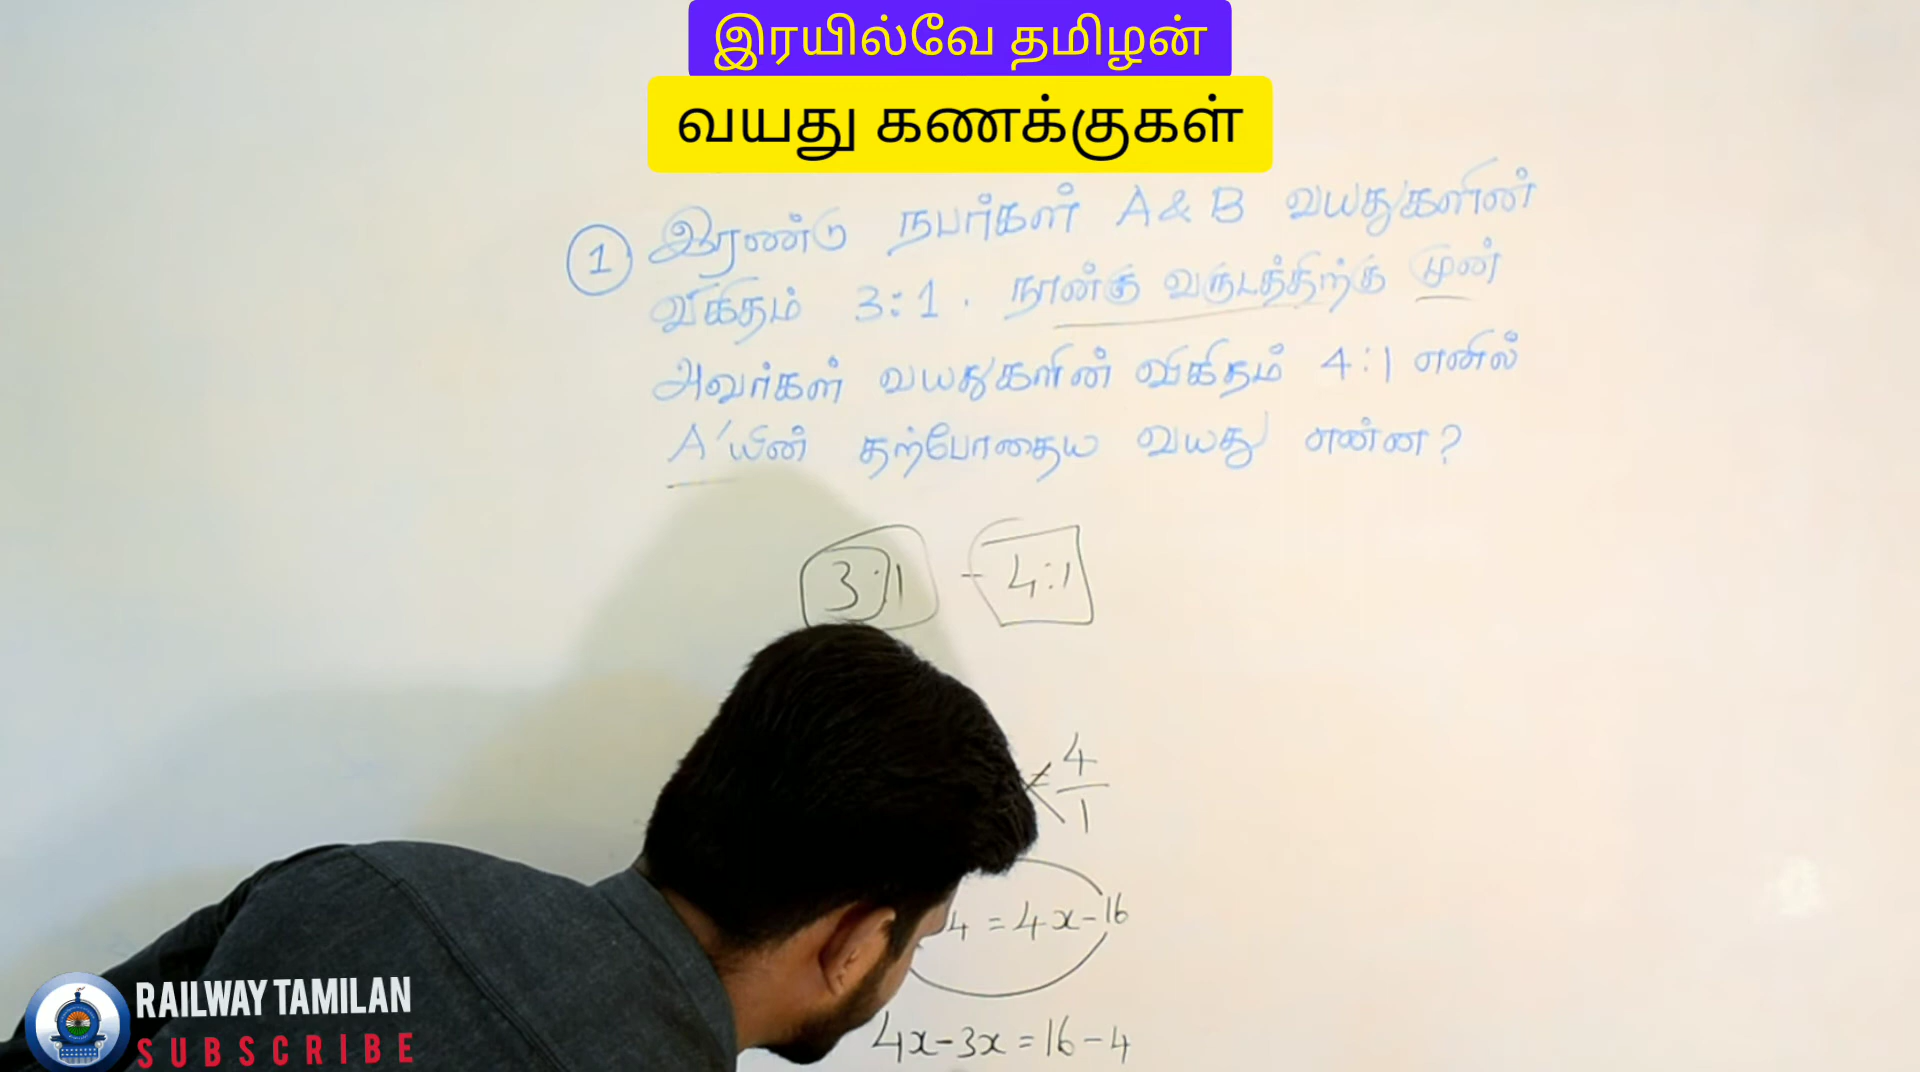 இரயில்வே தமிழன்
வயது கணக்குகள்
1 இரண்டு நபர்கள் A & B வயதுகளின்
விகிதம் 3:1. நான்கு வருடத்திற்கு முன்
அவர்கள் வயதுகளின் விகிதம் 4:1 எனில்
A'யின் தற்போதைய வயது என்ன?
3:1 - 4:1
= 4/1
4 = 4x-16
4x-3x = 16-4
RAILWAY TAMILAN
SUBSCRIBE